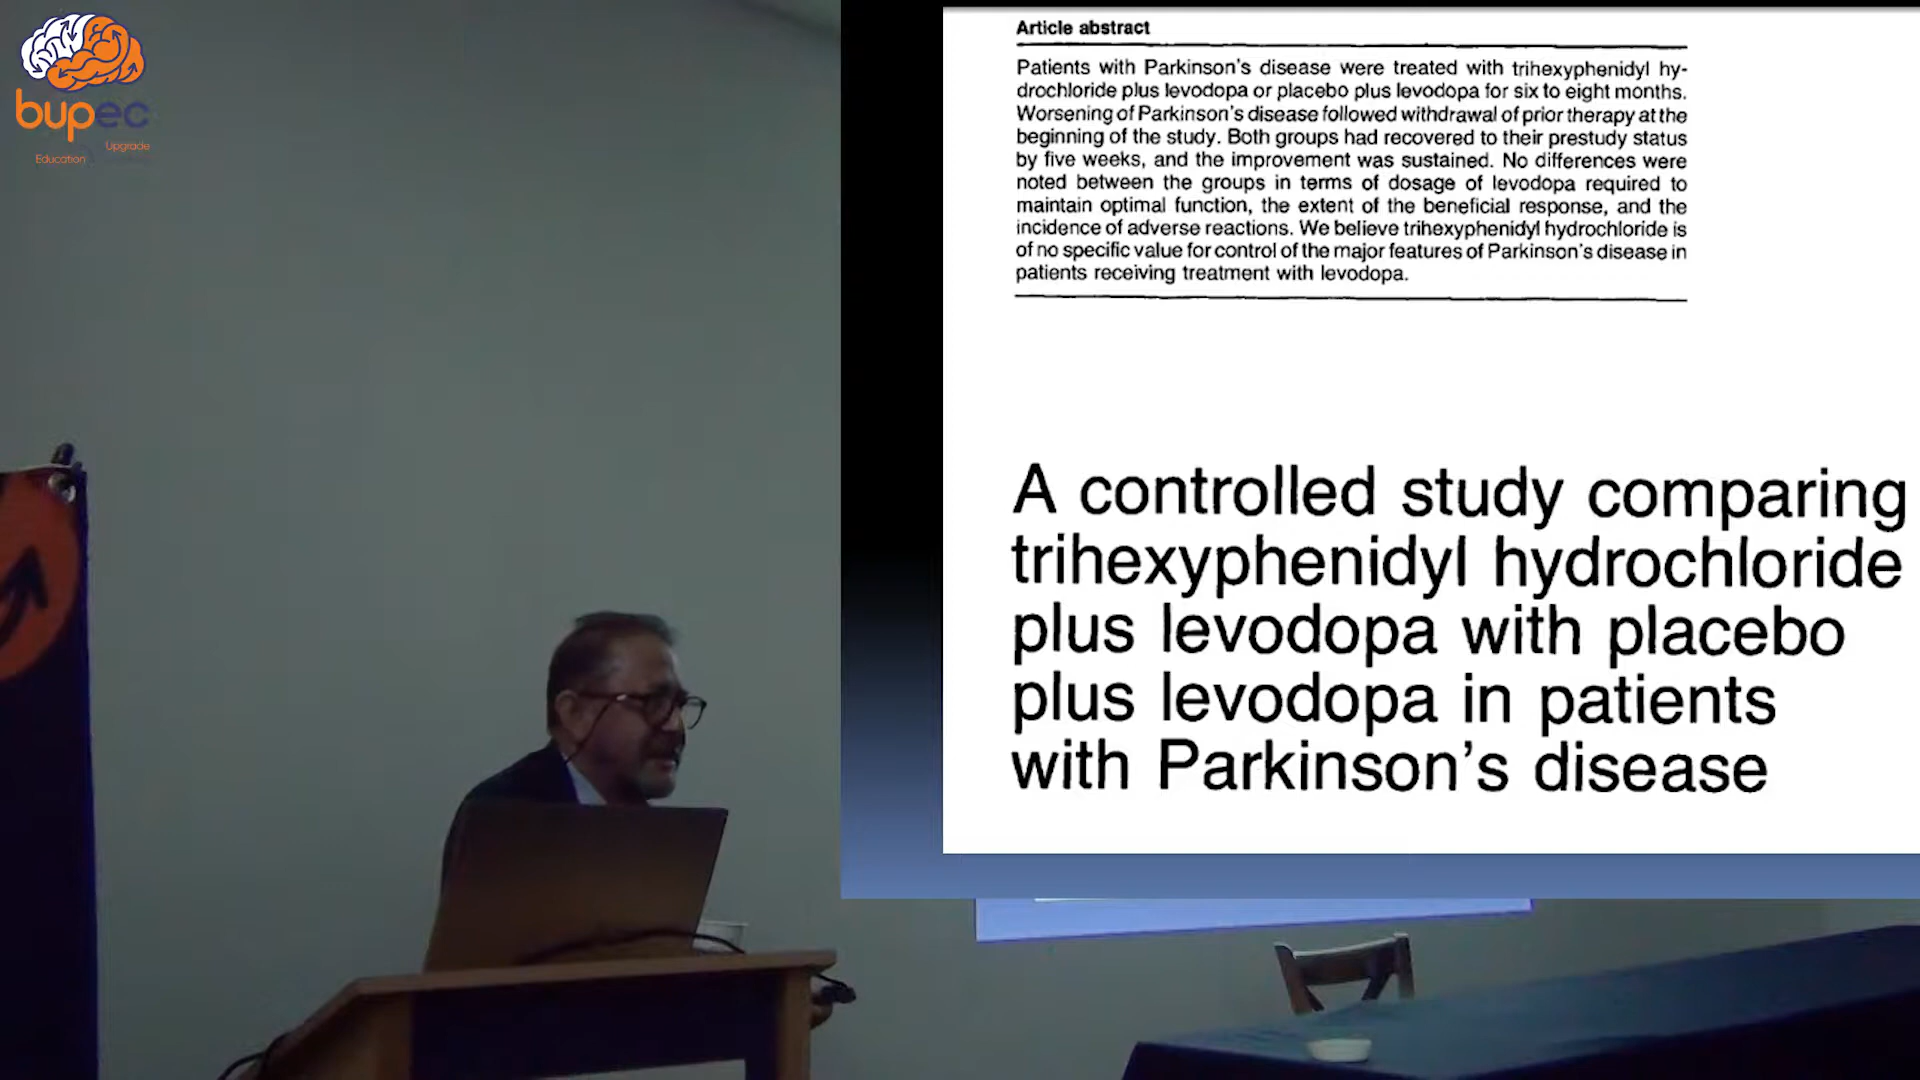 bupec
Upgrade
Education
Article abstract
Patients with Parkinson's disease were treated with trihexyphenidyl hy-
drochloride plus levodopa or placebo plus levodopa for six to eight months.
Worsening of Parkinson's disease followed withdrawal of prior therapy at the
beginning of the study. Both groups had recovered to their prestudy status
by five weeks, and the improvement was sustained. No differences were
noted between the groups in terms of dosage of levodopa required to
maintain optimal function, the extent of the beneficial response, and the
incidence of adverse reactions. We believe trihexyphenidyl hydrochloride is
of no specific value for control of the major features of Parkinson's disease in
patients receiving treatment with levodopa.
A controlled study comparing
trihexyphenidyl hydrochloride
plus levodopa with placebo
plus levodopa in patients
with Parkinson's disease